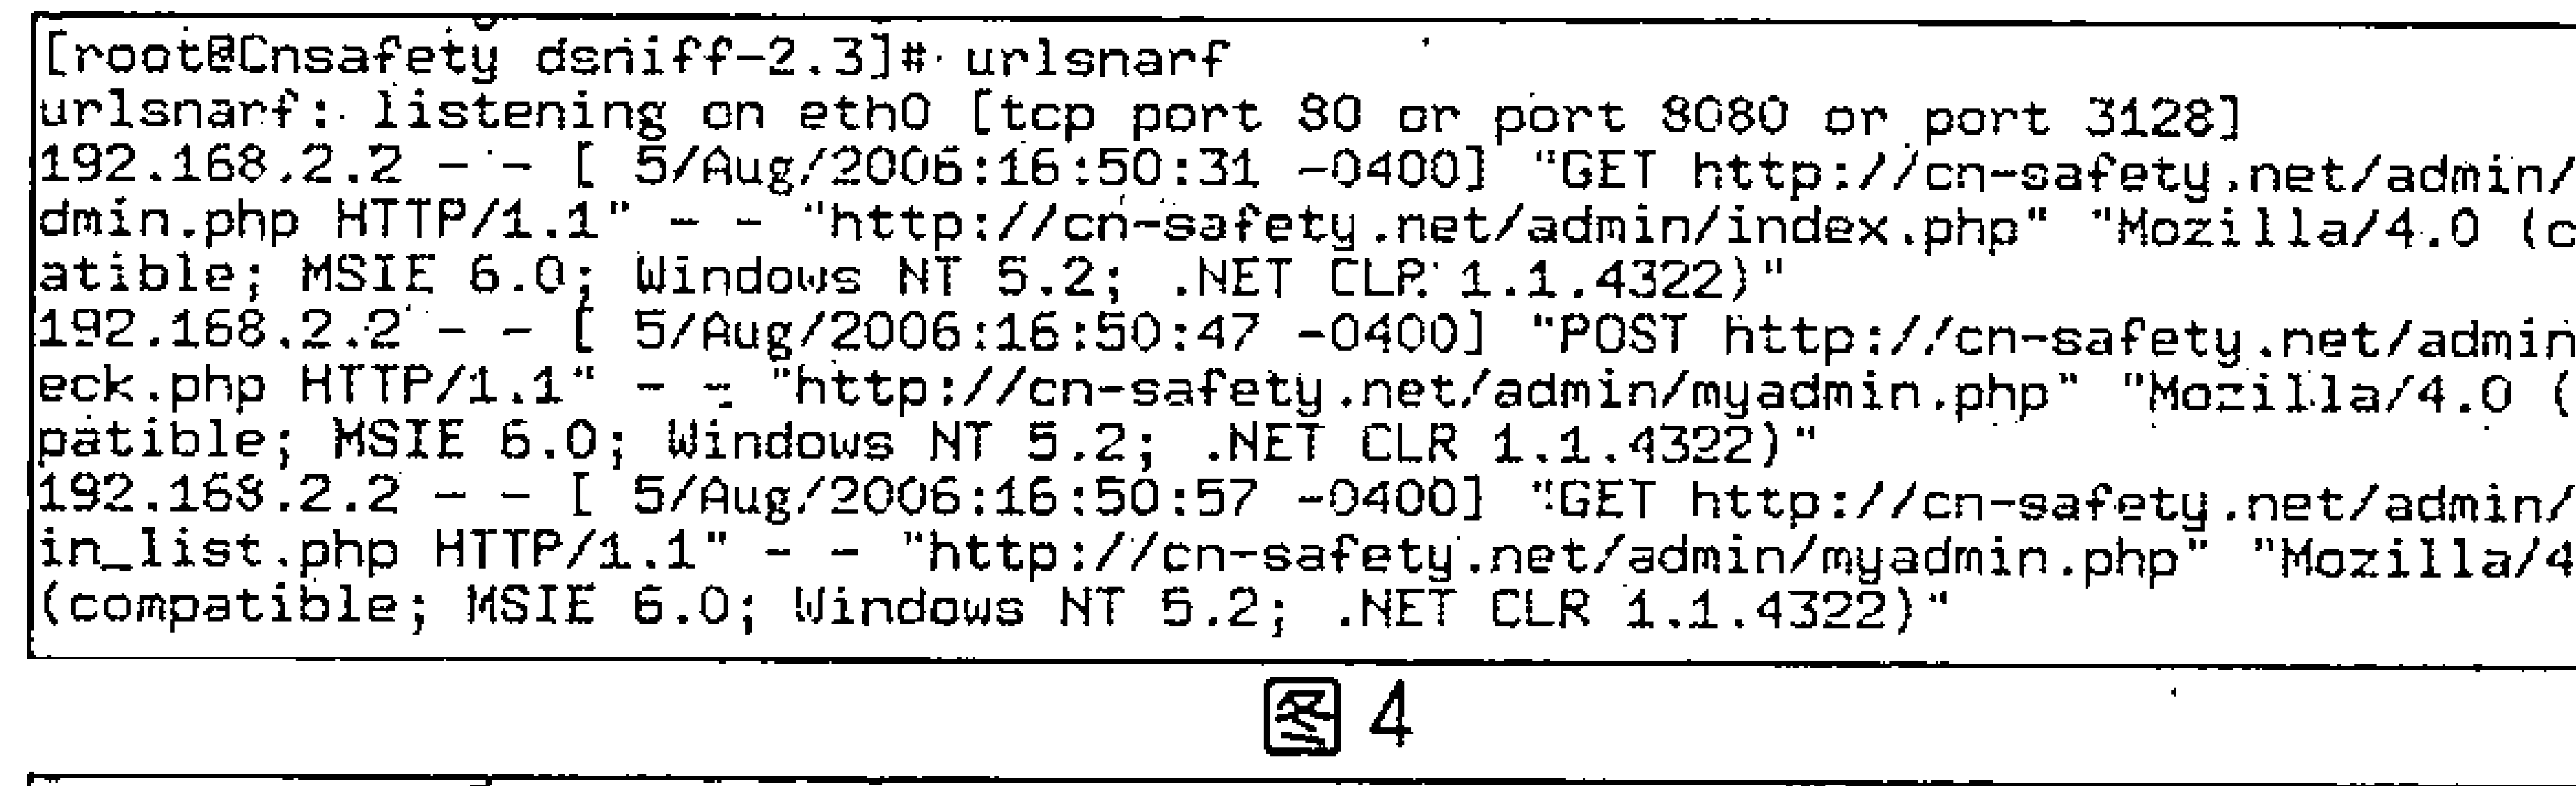 [root@Cnsafety dsniff-2.3]# urlsnarf
urlsnarf: listening on eth0 [tcp port 80 or port 8080 or port 3128]
192.168.2.2 - - [ 5/Aug/2006:16:50:31 -0400] "GET http://cn-safety.net/admin/
dmin.php HTTP/1.1" - - "http://cn-safety.net/admin/index.php" "Mozilla/4.0 (c
atible; MSIE 6.0; Windows NT 5.2; .NET CLR 1.1.4322)"
192.168.2.2 - - [ 5/Aug/2006:16:50:47 -0400] "POST http://cn-safety.net/admin
eck.php HTTP/1.1" - - "http://cn-safety.net/admin/myadmin.php" "Mozilla/4.0 (
patible; MSIE 6.0; Windows NT 5.2; .NET CLR 1.1.4322)"
192.168.2.2 - - [ 5/Aug/2006:16:50:57 -0400] "GET http://cn-safety.net/admin/
in_list.php HTTP/1.1" - - "http://cn-safety.net/admin/myadmin.php" "Mozilla/4
(compatible; MSIE 6.0; Windows NT 5.2; .NET CLR 1.1.4322)"
图 4